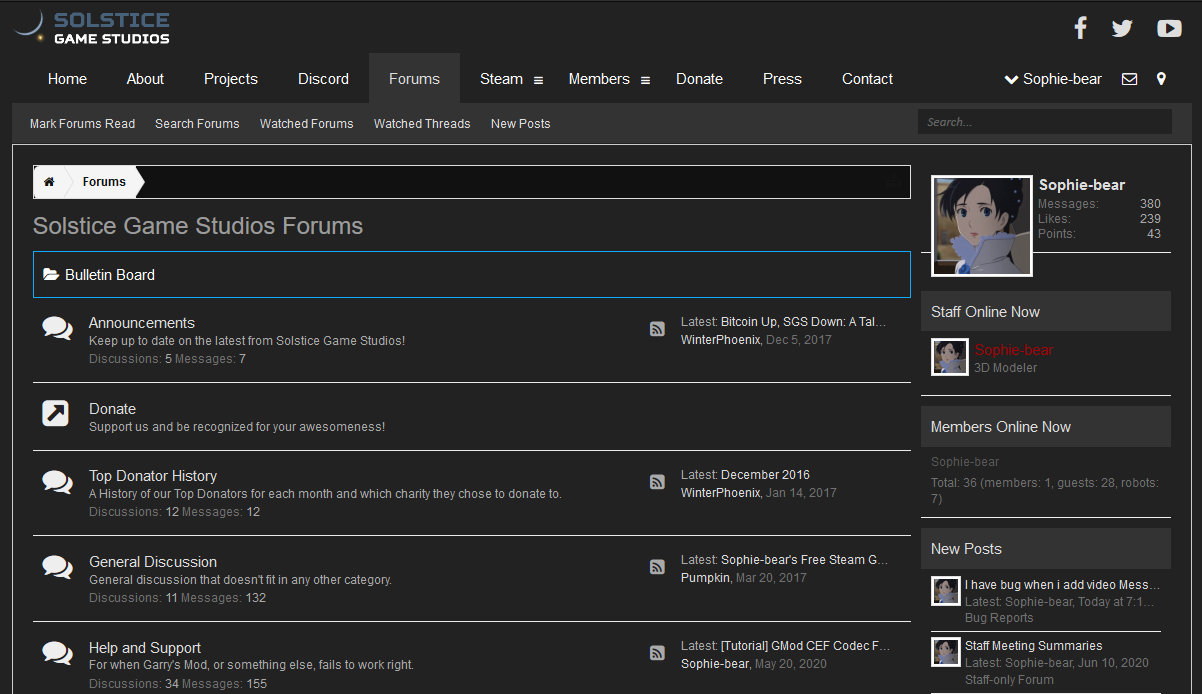 SOLSTICE
GAME STUDIOS
Home About Projects Discord Forums Steam Members Donate Press Contact Sophie-bear
Mark Forums Read Search Forums Watched Forums Watched Threads New Posts Search...
Forums
Solstice Game Studios Forums
Bulletin Board
Announcements
Keep up to date on the latest from Solstice Game Studios!
Discussions: 5 Messages: 7
Latest: Bitcoin Up, SGS Down: A Tal...
WinterPhoenix, Dec 5, 2017
Donate
Support us and be recognized for your awesomeness!
Top Donator History
A History of our Top Donators for each month and which charity they chose to donate to.
Discussions: 12 Messages: 12
Latest: December 2016
WinterPhoenix, Jan 14, 2017
General Discussion
General discussion that doesn't fit in any other category.
Discussions: 11 Messages: 132
Latest: Sophie-bear's Free Steam G...
Pumpkin, Mar 20, 2017
Help and Support
For when Garry's Mod, or something else, fails to work right.
Discussions: 34 Messages: 155
Latest: [Tutorial] GMod CEF Codec F...
Sophie-bear, May 20, 2020
Sophie-bear
Messages: 380
Likes: 239
Points: 43
Staff Online Now
Sophie-bear
3D Modeler
Members Online Now
Sophie-bear
Total: 36 (members: 1, guests: 28, robots:
7)
New Posts
I have bug when i add video Mess...
Latest: Sophie-bear, Today at 7:1...
Bug Reports
Staff Meeting Summaries
Latest: Sophie-bear, Jun 10, 2020
Staff-only Forum